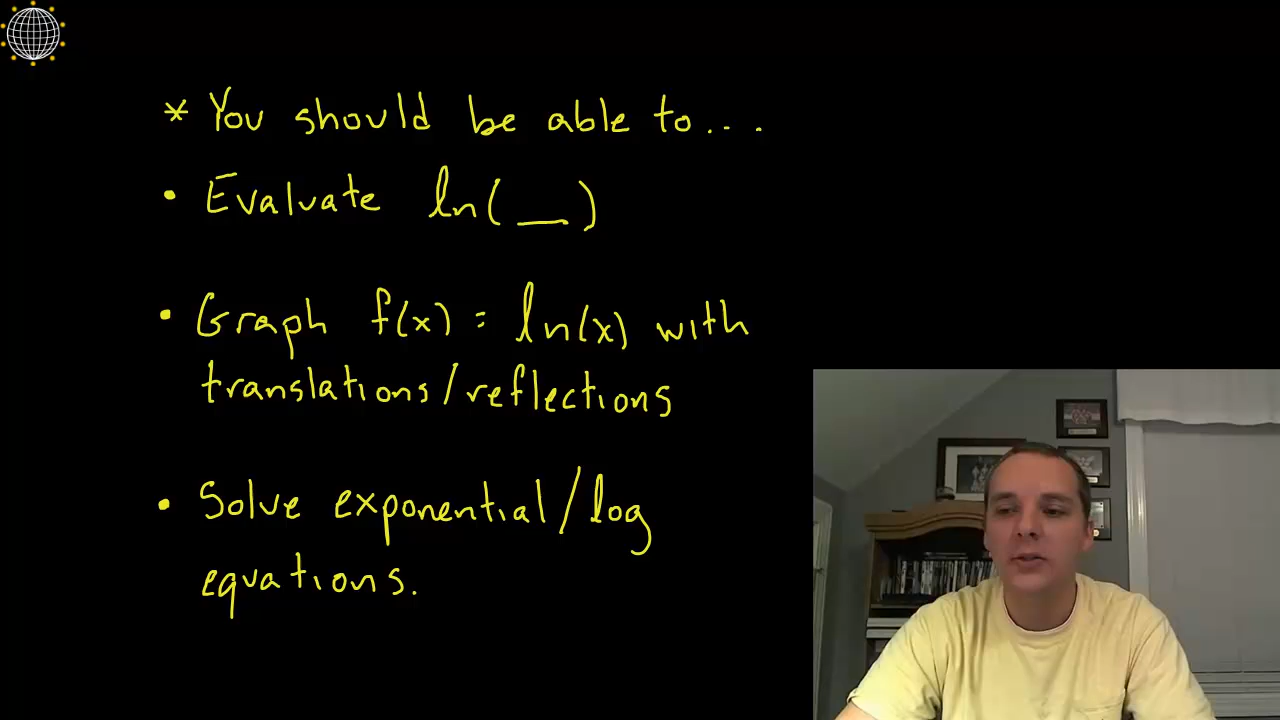 * You should be able to...
• Evaluate ln( __ )
• Graph f(x) = ln(x) with
translations/reflections
• Solve exponential/log
equations.